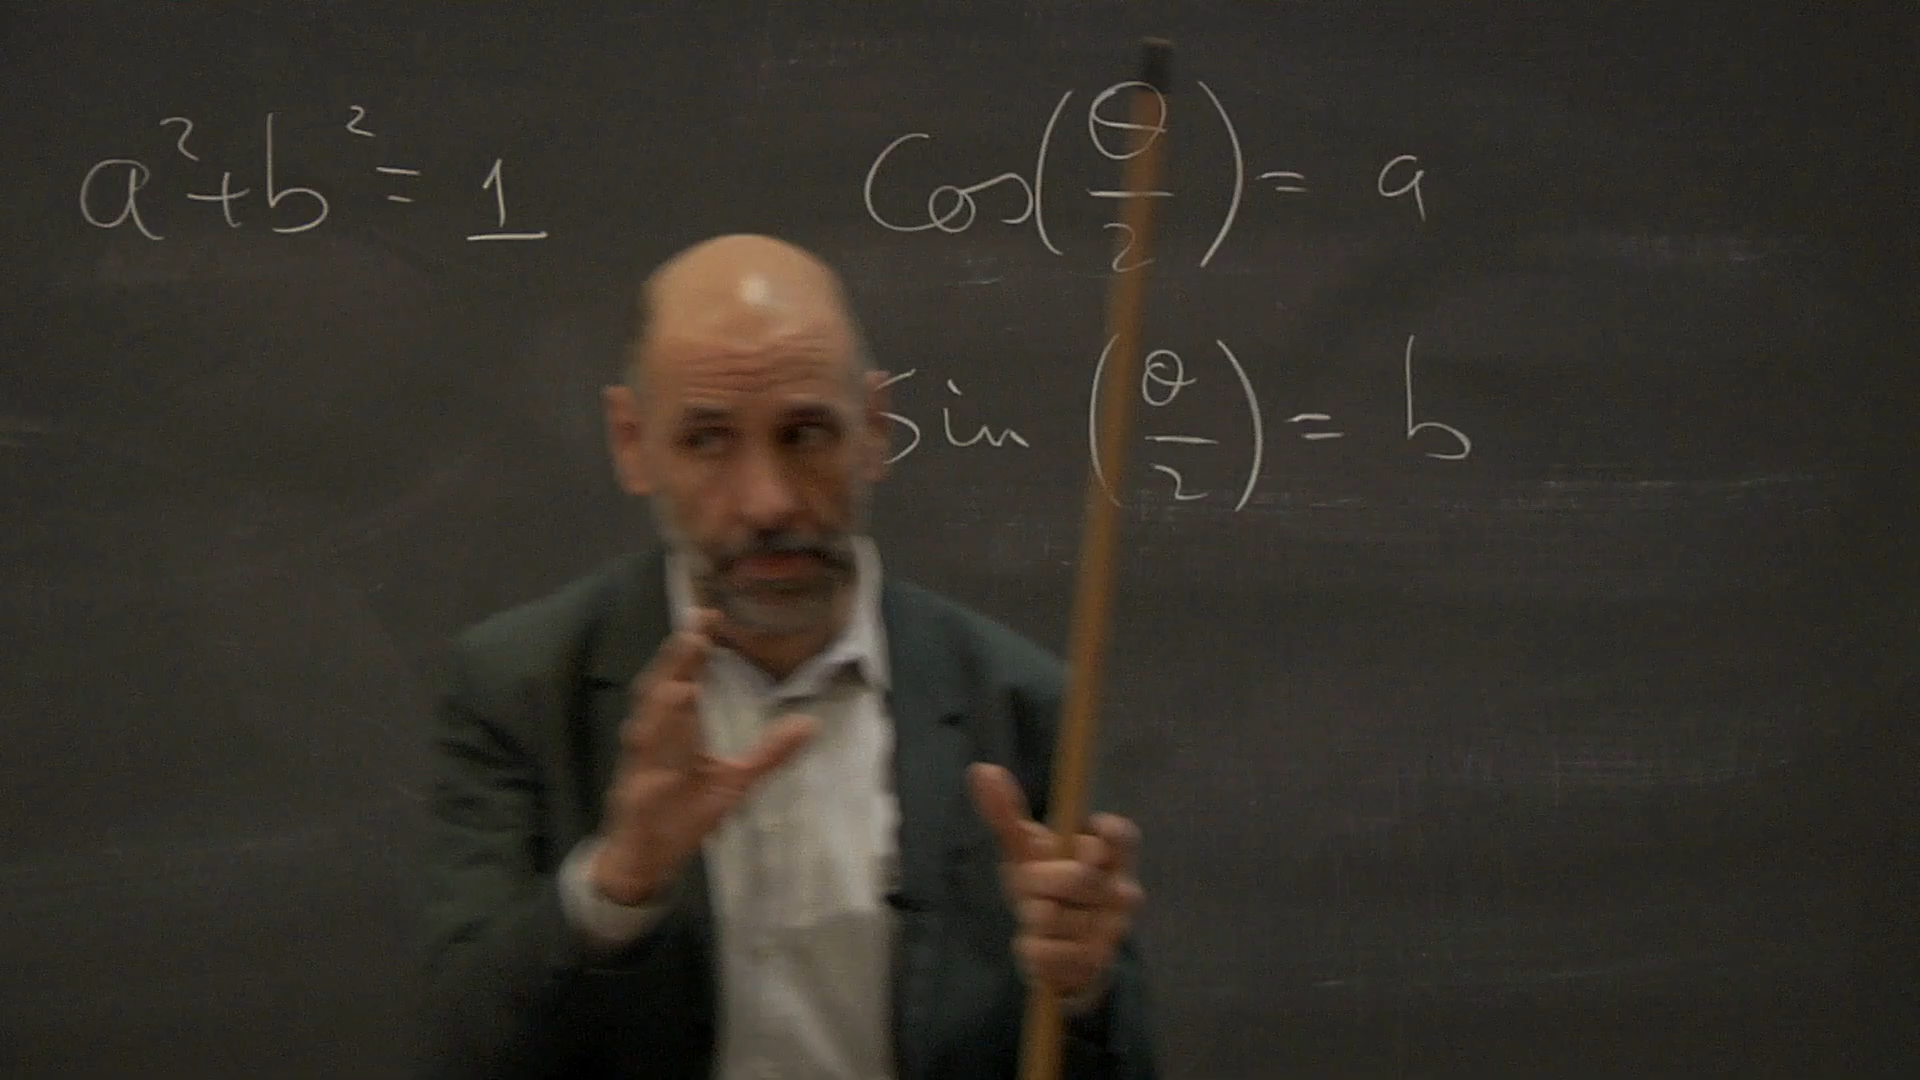 a² + b² = 1
Cos(θ/2) = a
Sin(θ/2) = b